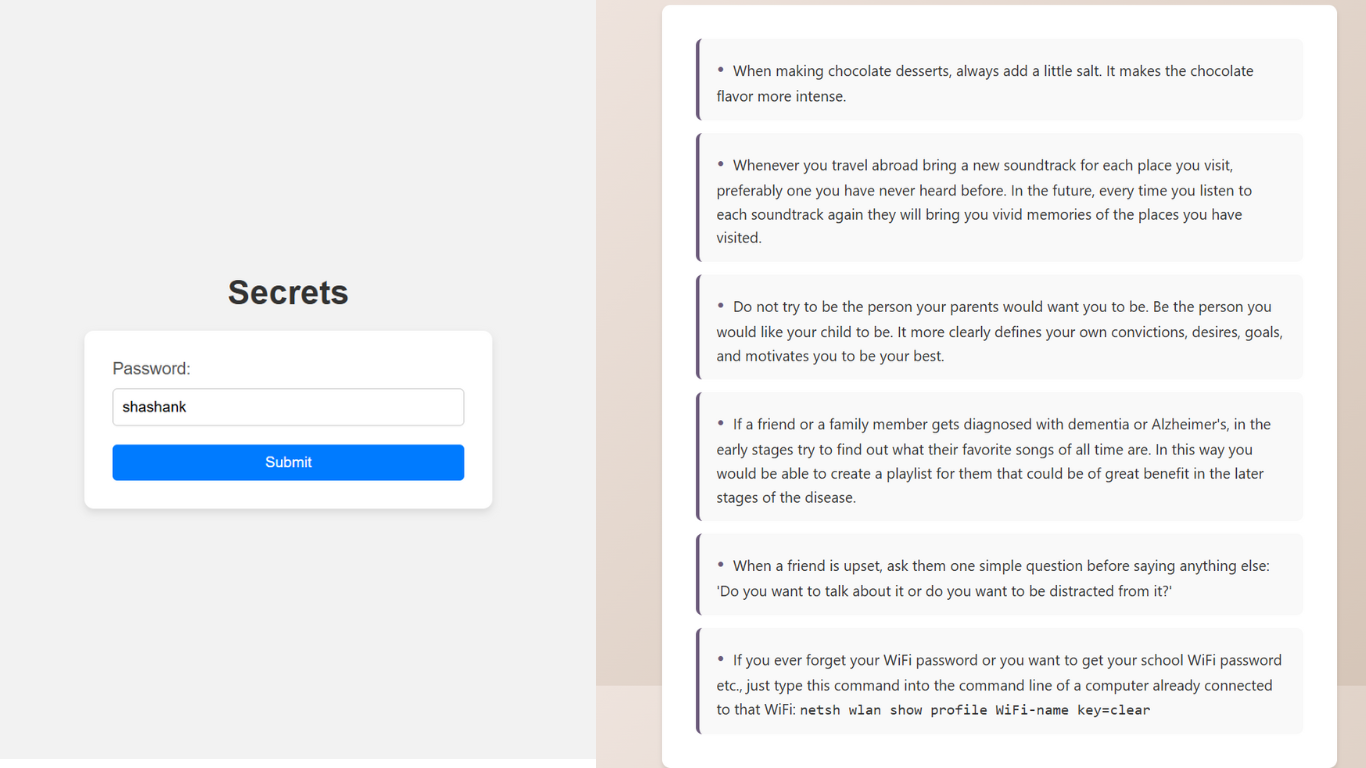 Secrets
Password:
shashank
Submit
• When making chocolate desserts, always add a little salt. It makes the chocolate
flavor more intense.
• Whenever you travel abroad bring a new soundtrack for each place you visit,
preferably one you have never heard before. In the future, every time you listen to
each soundtrack again they will bring you vivid memories of the places you have
visited.
• Do not try to be the person your parents would want you to be. Be the person you
would like your child to be. It more clearly defines your own convictions, desires, goals,
and motivates you to be your best.
• If a friend or a family member gets diagnosed with dementia or Alzheimer's, in the
early stages try to find out what their favorite songs of all time are. In this way you
would be able to create a playlist for them that could be of great benefit in the later
stages of the disease.
• When a friend is upset, ask them one simple question before saying anything else:
'Do you want to talk about it or do you want to be distracted from it?'
• If you ever forget your WiFi password or you want to get your school WiFi password
etc., just type this command into the command line of a computer already connected
to that WiFi: netsh wlan show profile WiFi-name key=clear